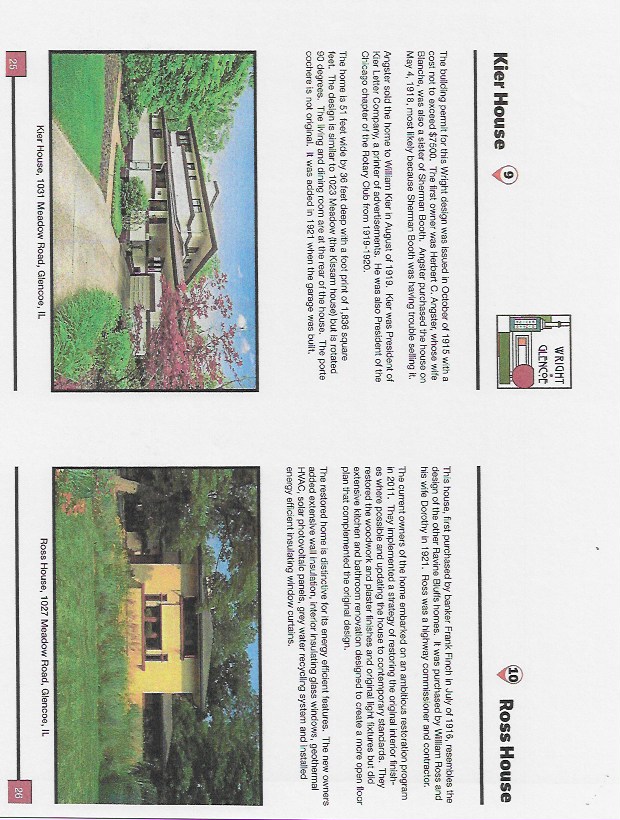 Kier House
9
WRIGHT
in
GLENCOE
The building permit for this Wright design was issued in October of 1915 with a
cost not to exceed $7500. The first owner was Herbert C. Angster, whose wife
Blanche, was also a sister of Sherman Booth. Angster purchased the house on
May 4, 1918, most likely because Sherman Booth was having trouble selling it.
Angster sold the home to William Kier in August of 1919. Kier was President of
Kier Letter Company, a printer of advertisements. He was also President of the
Chicago chapter of the Rotary Club from 1919-1920.
The home is 51 feet wide by 36 feet deep with a foot print of 1,836 square
feet. The design is similar to 1023 Meadow (the Kissam house) but is rotated
90 degrees. The living and dining room are at the rear of the house. The porte
cochere is not original. It was added in 1921 when the garage was built.
Kier House, 1031 Meadow Road, Glencoe, IL
25
10
Ross House
This house, first purchased by banker Frank Finch in July of 1916, resembles the
design of the other Ravine Bluffs homes. It was purchased by William Ross and
his wife Dorothy in 1921. Ross was a highway commissioner and contractor.
The current owners of the home embarked on an ambitious restoration program
in 2011. They implemented a strategy of restoring the original interior finish-
es where possible and updating the house to contemporary standards. They
restored the woodwork and plaster finishes and original light fixtures but did
extensive kitchen and bathroom renovation designed to create a more open floor
plan that complemented the original design.
The restored home is distinctive for its energy efficient features. The new owners
added extensive wall insulation, interior insulating glass windows, geothermal
HVAC, solar photovoltaic panels, grey water recycling system and installed
energy efficient insulating window curtains.
Ross House, 1027 Meadow Road, Glencoe, IL
26